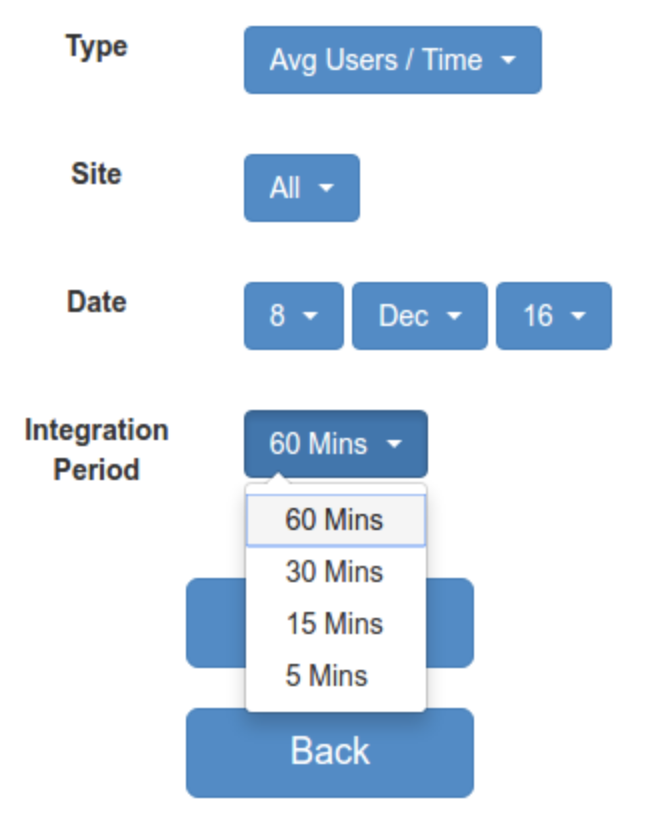 Type
Avg Users / Time
Site
All
Date
8 Dec 16
Integration
Period
60 Mins
60 Mins
30 Mins
15 Mins
5 Mins
Back